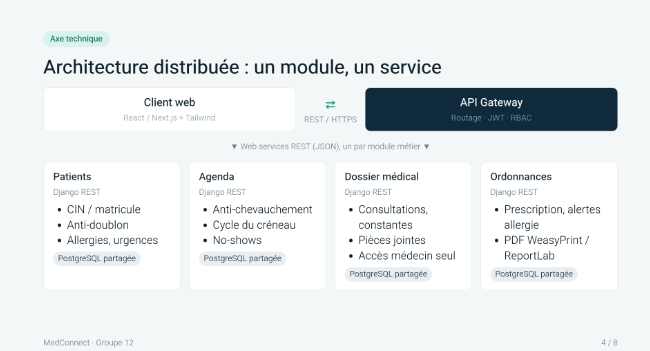 Axe technique
Architecture distribuée : un module, un service
Client web
React / Next.js + Tailwind
⇄
REST / HTTPS
API Gateway
Routage · JWT · RBAC
▼ Web services REST (JSON), un par module métier ▼
Patients
Django REST
• CIN / matricule
• Anti-doublon
• Allergies, urgences
PostgreSQL partagée
Agenda
Django REST
• Anti-chevauchement
• Cycle du créneau
• No-shows
PostgreSQL partagée
Dossier médical
Django REST
• Consultations,
constantes
• Pièces jointes
• Accès médecin seul
PostgreSQL partagée
Ordonnances
Django REST
• Prescription, alertes
allergie
• PDF WeasyPrint /
ReportLab
PostgreSQL partagée
MedConnect · Groupe 12
4 / 8